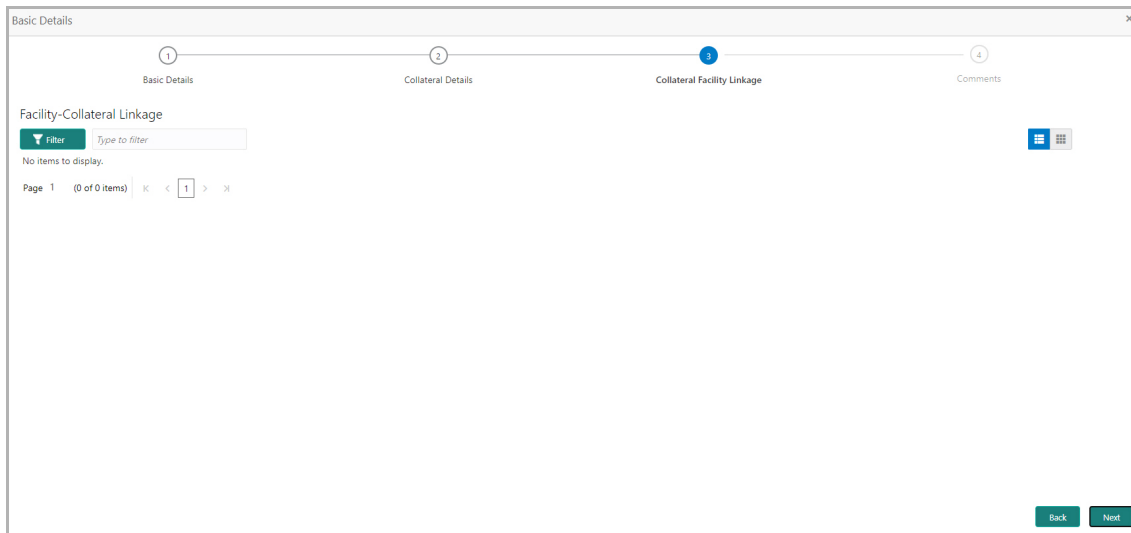 Basic Details
1 2 3 4
Basic Details Collateral Details Collateral Facility Linkage Comments
Facility-Collateral Linkage
Filter Type to filter
No items to display.
Page 1 (0 of 0 items) 1
Back Next